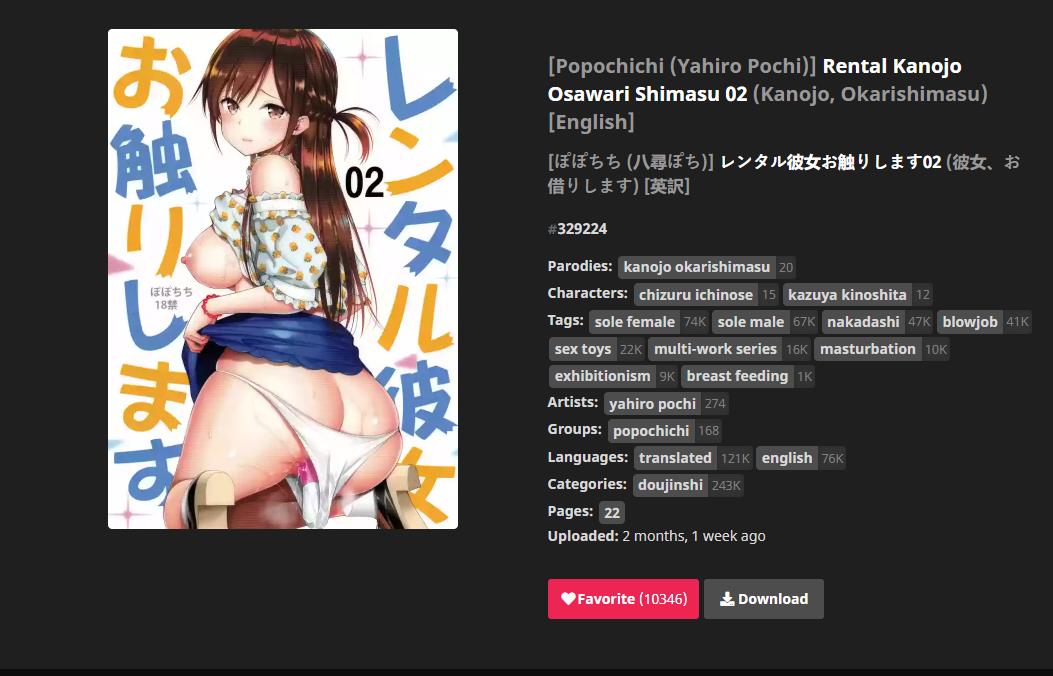 レンタル彼女
お触りします
02
ぽぽちち
18禁
[Popochichi (Yahiro Pochi)] Rental Kanojo
Osawari Shimasu 02 (Kanojo, Okarishimasu)
[English]
[ぽぽちち (八尋ぽち)] レンタル彼女お触りします02 (彼女、お
借りします) [英訳]
#329224
Parodies: kanojo okarishimasu 20
Characters: chizuru ichinose 15 kazuya kinoshita 12
Tags: sole female 74K sole male 67K nakadashi 47K blowjob 41K
sex toys 22K multi-work series 16K masturbation 10K
exhibitionism 9K breast feeding 1K
Artists: yahiro pochi 274
Groups: popochichi 168
Languages: translated 121K english 76K
Categories: doujinshi 243K
Pages: 22
Uploaded: 2 months, 1 week ago
Favorite (10346) Download